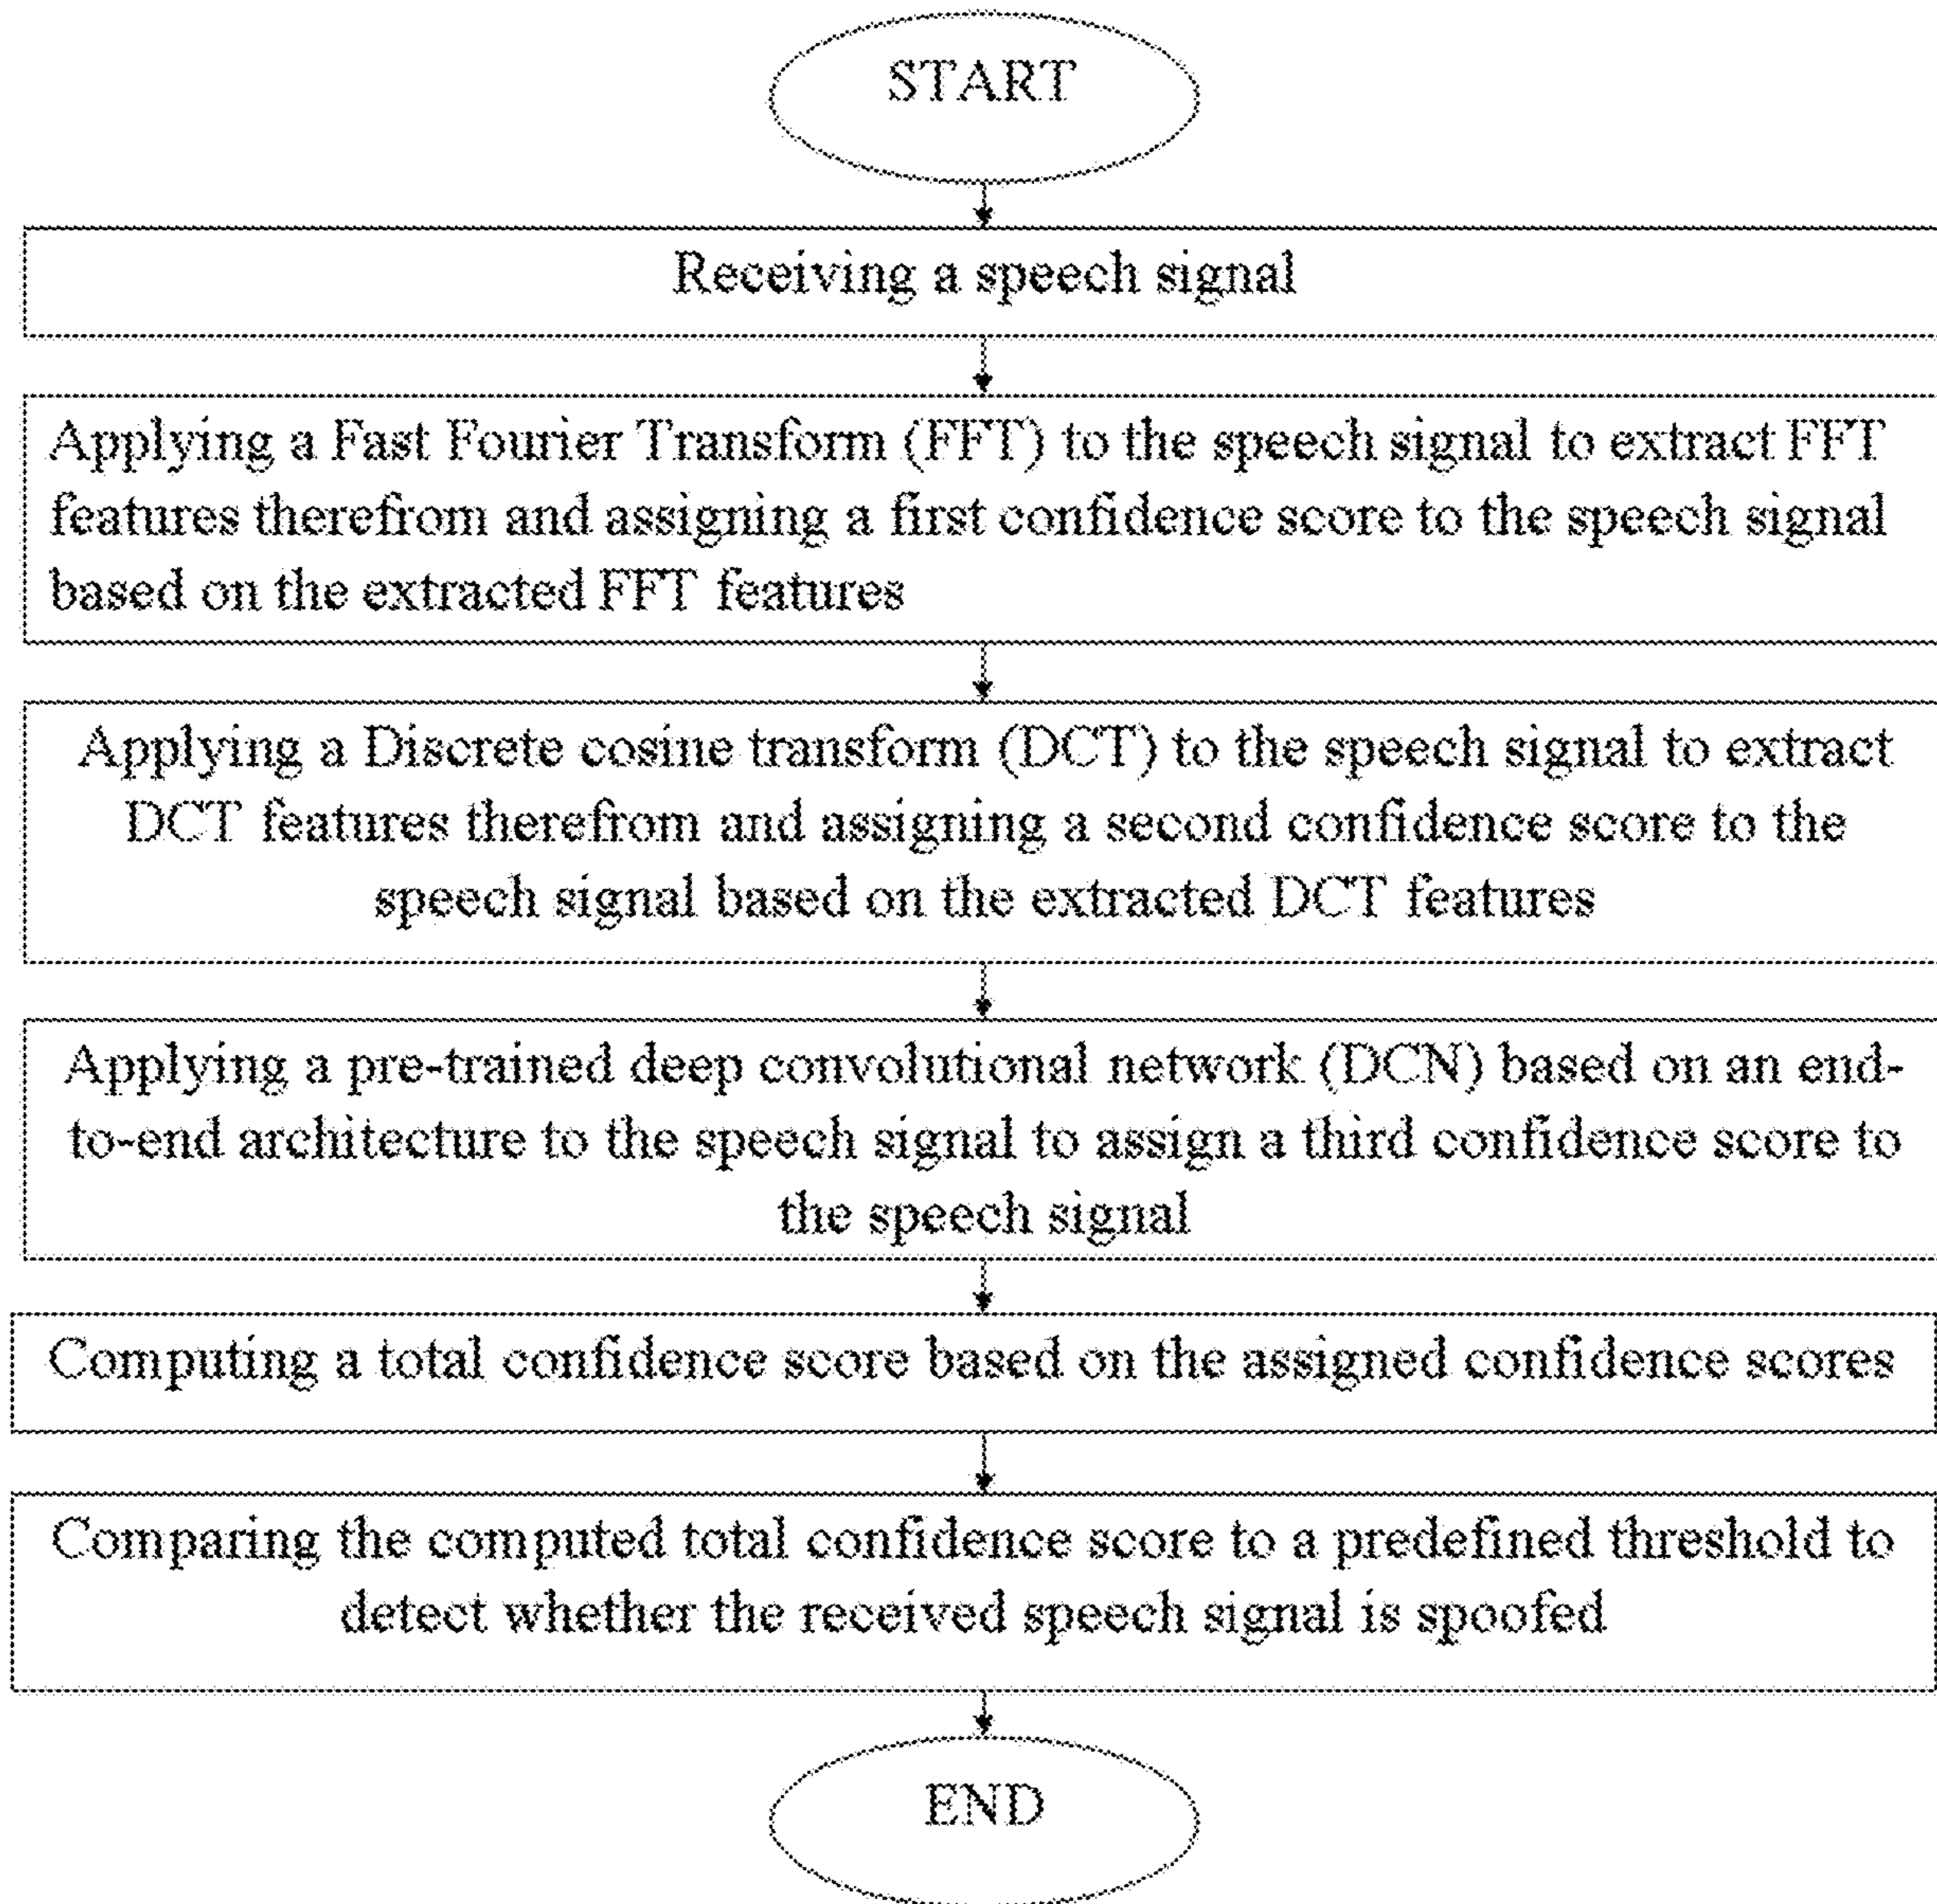 START
Receiving a speech signal
Applying a Fast Fourier Transform (FFT) to the speech signal to extract FFT
features therefrom and assigning a first confidence score to the speech signal
based on the extracted FFT features
Applying a Discrete cosine transform (DCT) to the speech signal to extract
DCT features therefrom and assigning a second confidence score to the
speech signal based on the extracted DCT features
Applying a pre-trained deep convolutional network (DCN) based on an end-
to-end architecture to the speech signal to assign a third confidence score to
the speech signal
Computing a total confidence score based on the assigned confidence scores
Comparing the computed total confidence score to a predefined threshold to
detect whether the received speech signal is spoofed
END